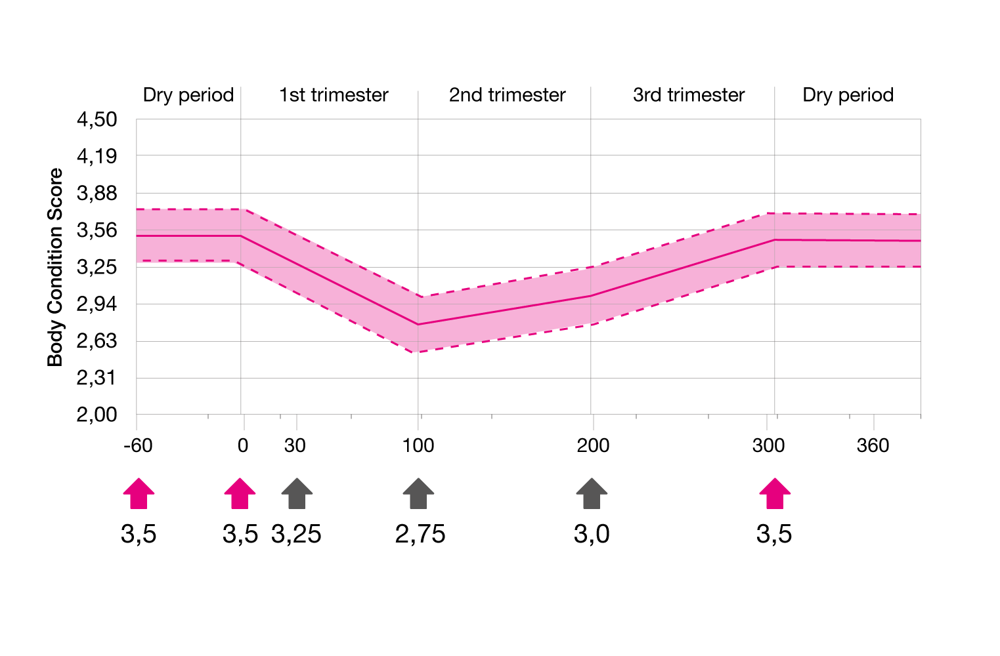 Dry period 1st trimester 2nd trimester 3rd trimester Dry period
Body Condition Score
4,50
4,19
3,88
3,56
3,25
2,94
2,63
2,31
2,00
-60 0 30 100 200 300 360
3,5 3,5 3,25 2,75 3,0 3,5